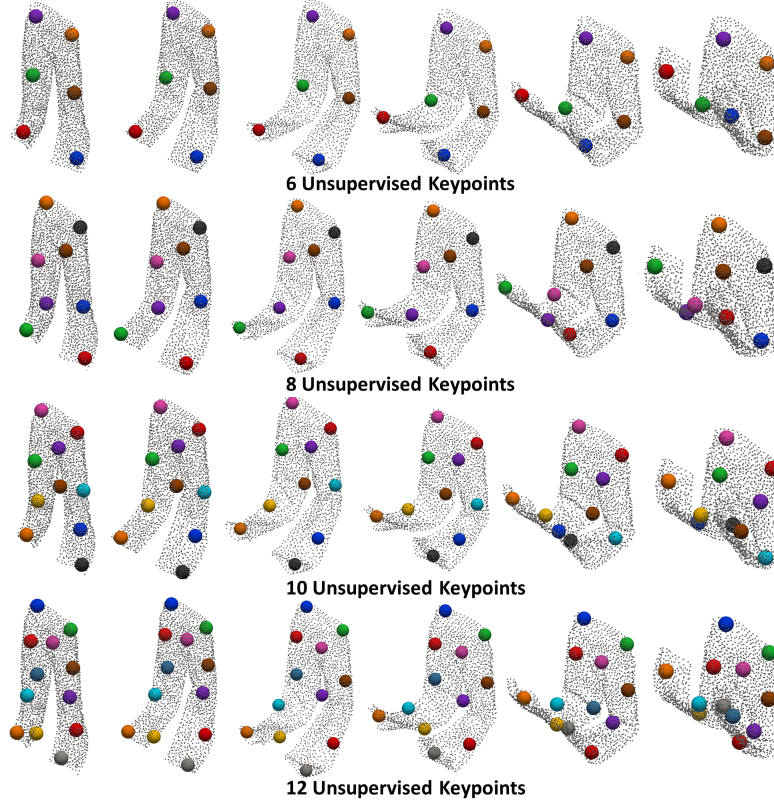 6 Unsupervised Keypoints
8 Unsupervised Keypoints
10 Unsupervised Keypoints
12 Unsupervised Keypoints